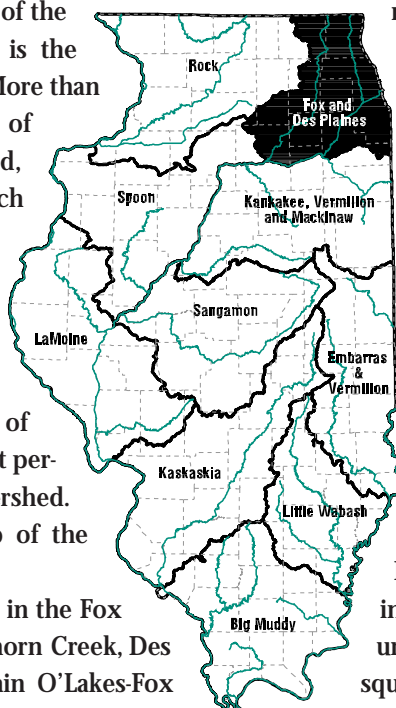 of the
is the
More than
of
d,
ch
Rock
Fox and
Des Plaines
Spoon
Kankakee, Vermilion
and Mackinaw
Sangamon
LaMoine
Embarras
&
Vermilion
of
t per-
rshed.
p of the
Kaskaskia
Little Wabash
Big Muddy
in the Fox
horn Creek, Des
ain O'Lakes-Fox
in
un
squ